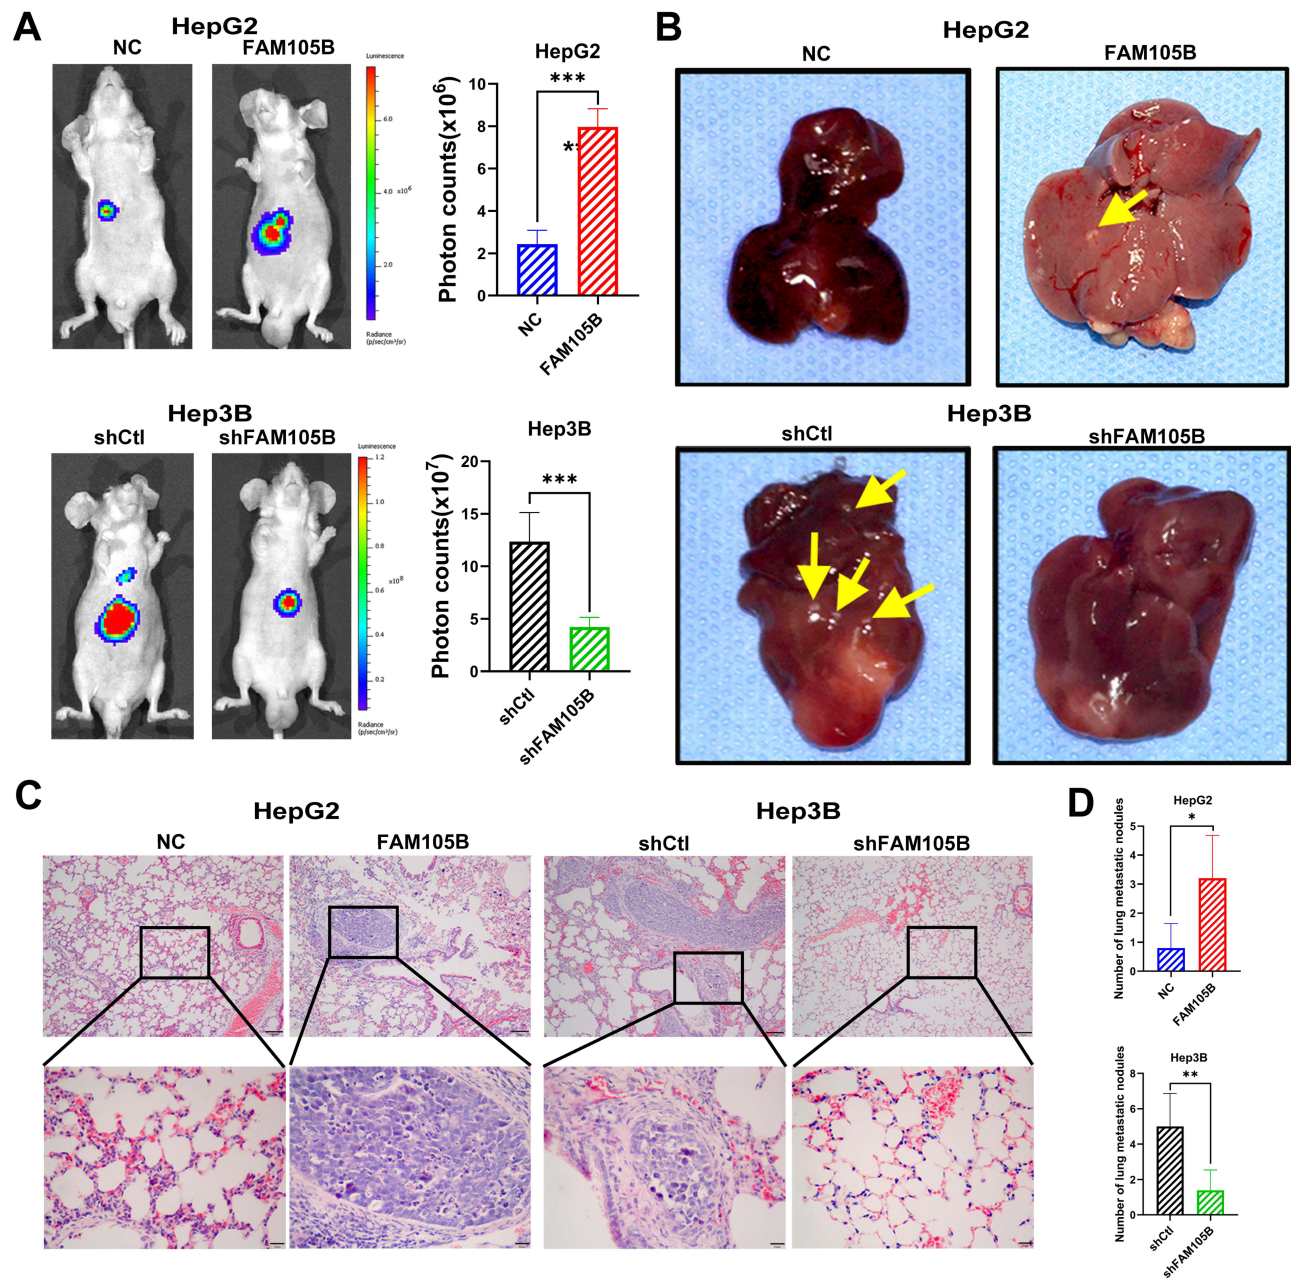 A
HepG2
NC FAM105B
Luminescence
6.0
4.0 x10⁶
2.0
Radiance
(p/sec/cm²/sr)
HepG2
***
**
Photon counts(x10⁶)
10
8
6
4
2
0
NC
FAM105B
Hep3B
shCtl shFAM105B
Luminescence
1.2
1.0
0.8
x10⁸
0.6
0.4
0.2
Radiance
(p/sec/cm²/sr)
Hep3B
***
Photon counts(x10⁷)
20
15
10
5
0
shCtl
shFAM105B
B
HepG2
NC FAM105B
Hep3B
shCtl shFAM105B
C
HepG2 Hep3B
NC FAM105B shCtl shFAM105B
D
HepG2
*
Number of lung metastatic nodules
5
4
3
2
1
0
NC
FAM105B
Hep3B
**
Number of lung metastatic nodules
8
6
4
2
0
shCtl
shFAM105B